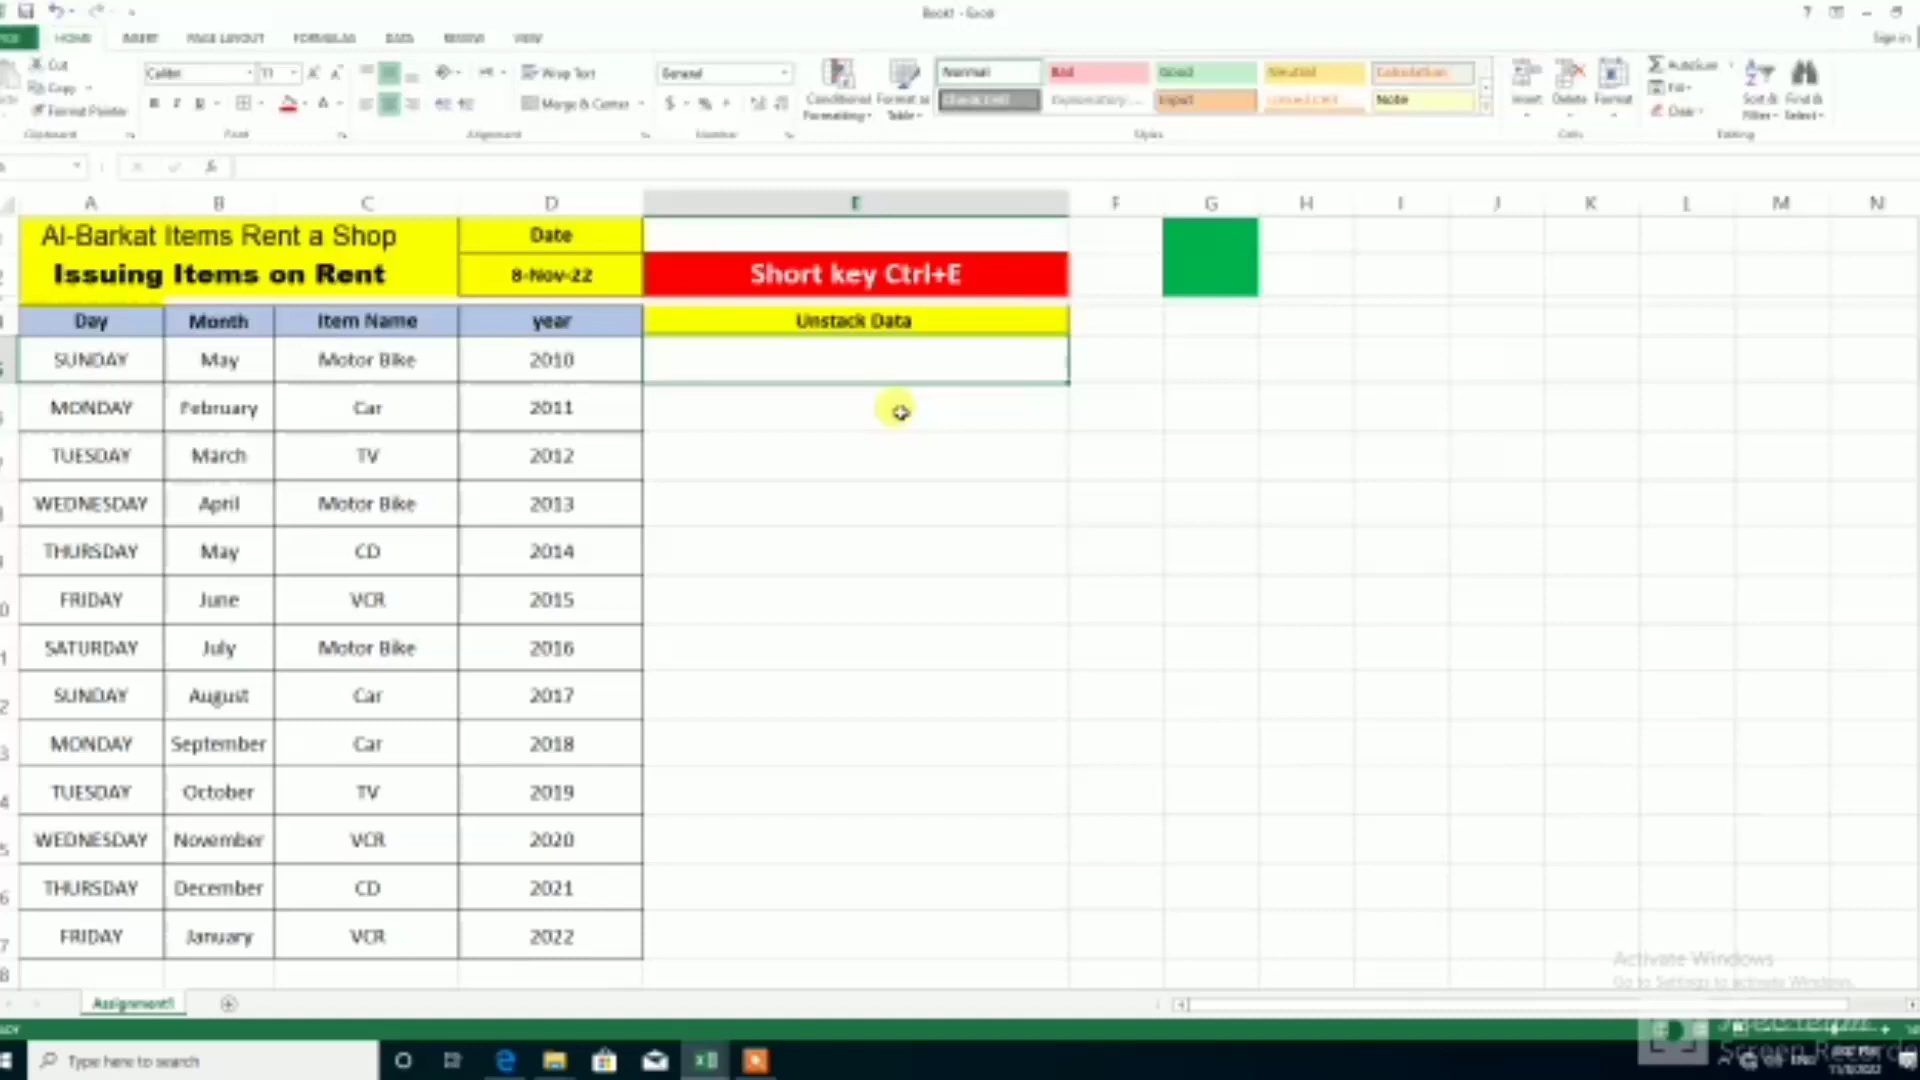 Book1 - Excel
HOME INSERT PAGE LAYOUT FORMULAS DATA REVIEW VIEW
Sign in
Cut
Copy
Format Painter
Clipboard
Calibri 11
Font
Wrap Text
Merge & Center
Alignment
General
Number
Conditional Formatting
Format as Table
Normal Bad Good Neutral Calculation
Check Cell Explanatory ... Input Linked Cell Note
Styles
Insert Delete Format
Cells
AutoSum
Fill
Clear
Sort & Filter
Find & Select
Editing
A B C D E F G H I J K L M N
Al-Barkat Items Rent a Shop Date
Issuing Items on Rent 8-Nov-22 Short key Ctrl+E
Day Month Item Name year Unstack Data
SUNDAY May Motor Bike 2010
MONDAY February Car 2011
TUESDAY March TV 2012
WEDNESDAY April Motor Bike 2013
THURSDAY May CD 2014
FRIDAY June VCR 2015
SATURDAY July Motor Bike 2016
SUNDAY August Car 2017
MONDAY September Car 2018
TUESDAY October TV 2019
WEDNESDAY November VCR 2020
THURSDAY December CD 2021
FRIDAY January VCR 2022
Activate Windows
Go to Settings to activate Windows.
Assignment1
Type here to search
Screen Recorder